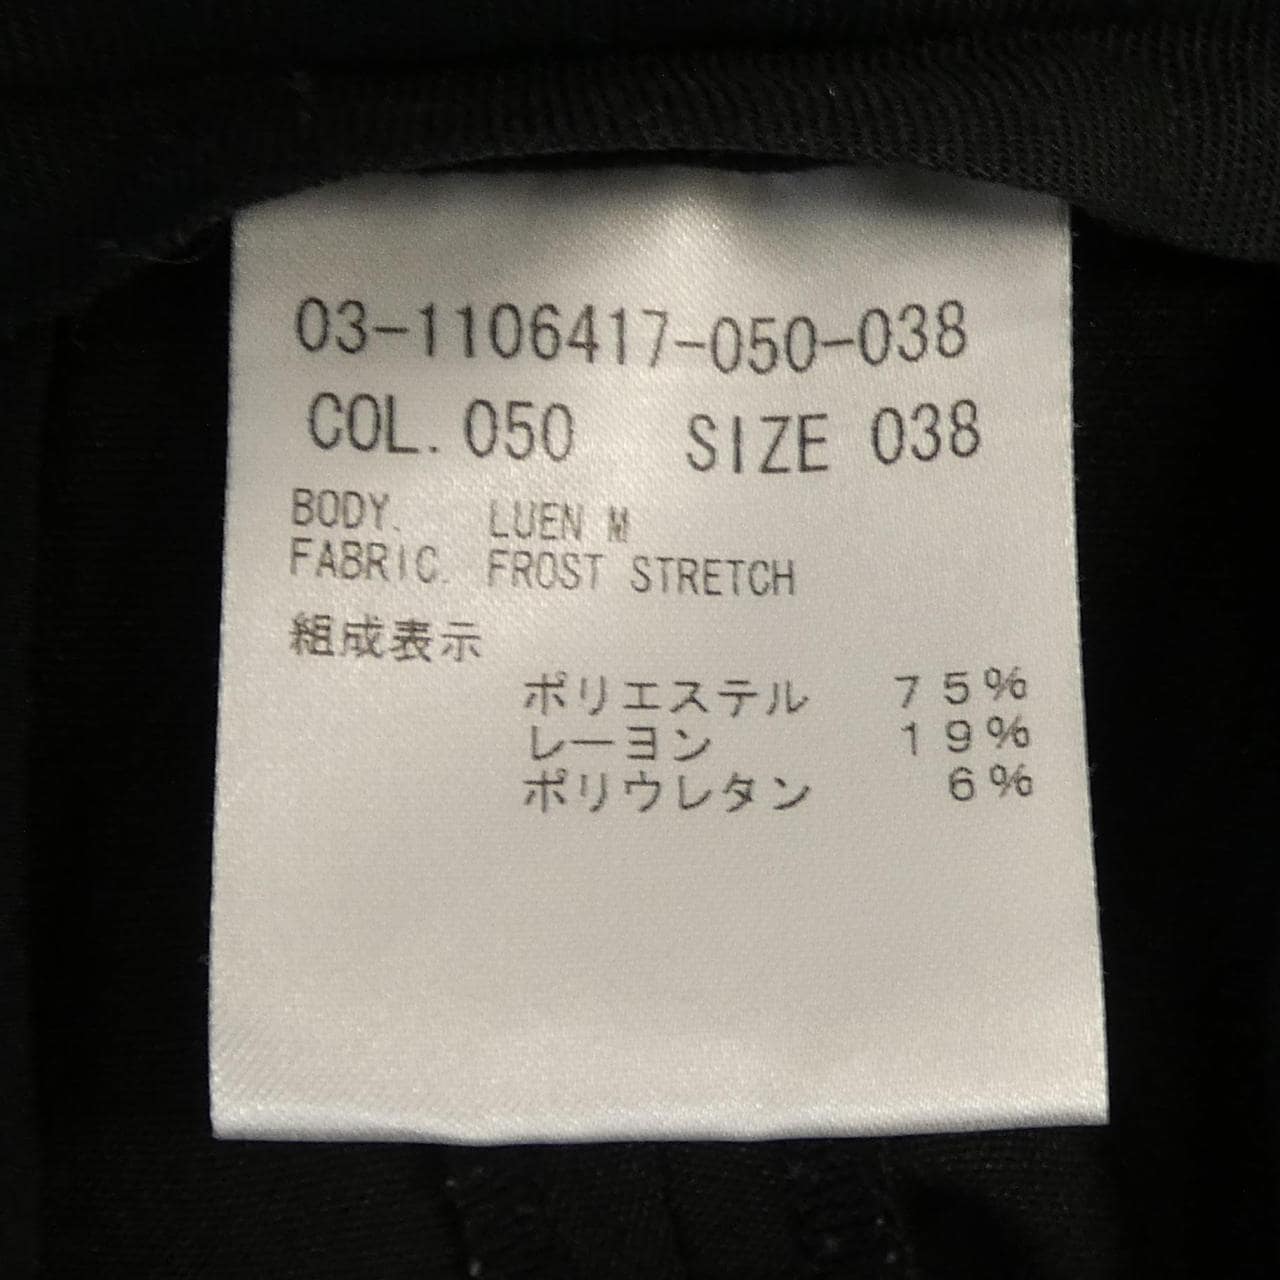 03-1106417-050-038
COL. 050 SIZE 038
BODY. LUEN M
FABRIC. FROST STRETCH
組成表示
ポリエステル 75%
レーヨン 19%
ポリウレタン 6%